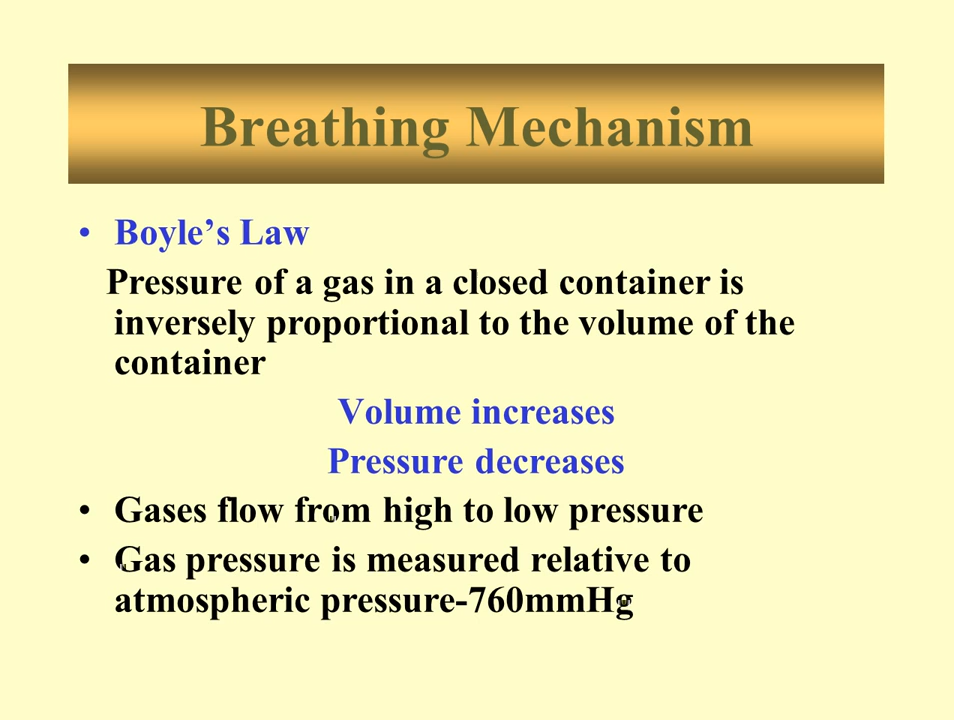 Breathing Mechanism
• Boyle’s Law
Pressure of a gas in a closed container is
inversely proportional to the volume of the
container
Volume increases
Pressure decreases
• Gases flow from high to low pressure
• Gas pressure is measured relative to
atmospheric pressure-760mmHg